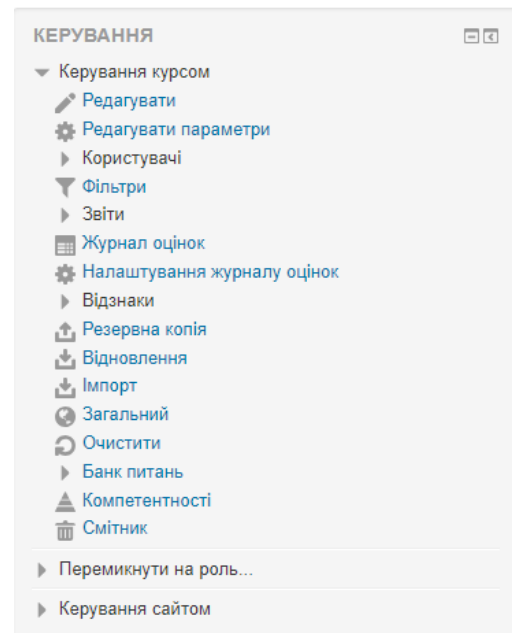 КЕРУВАННЯ
Керування курсом
Редагувати
Редагувати параметри
Користувачі
Фільтри
Звіти
Журнал оцінок
Налаштування журналу оцінок
Відзнаки
Резервна копія
Відновлення
Імпорт
Загальний
Очистити
Банк питань
Компетентності
Смітник
Перемикнути на роль...
Керування сайтом